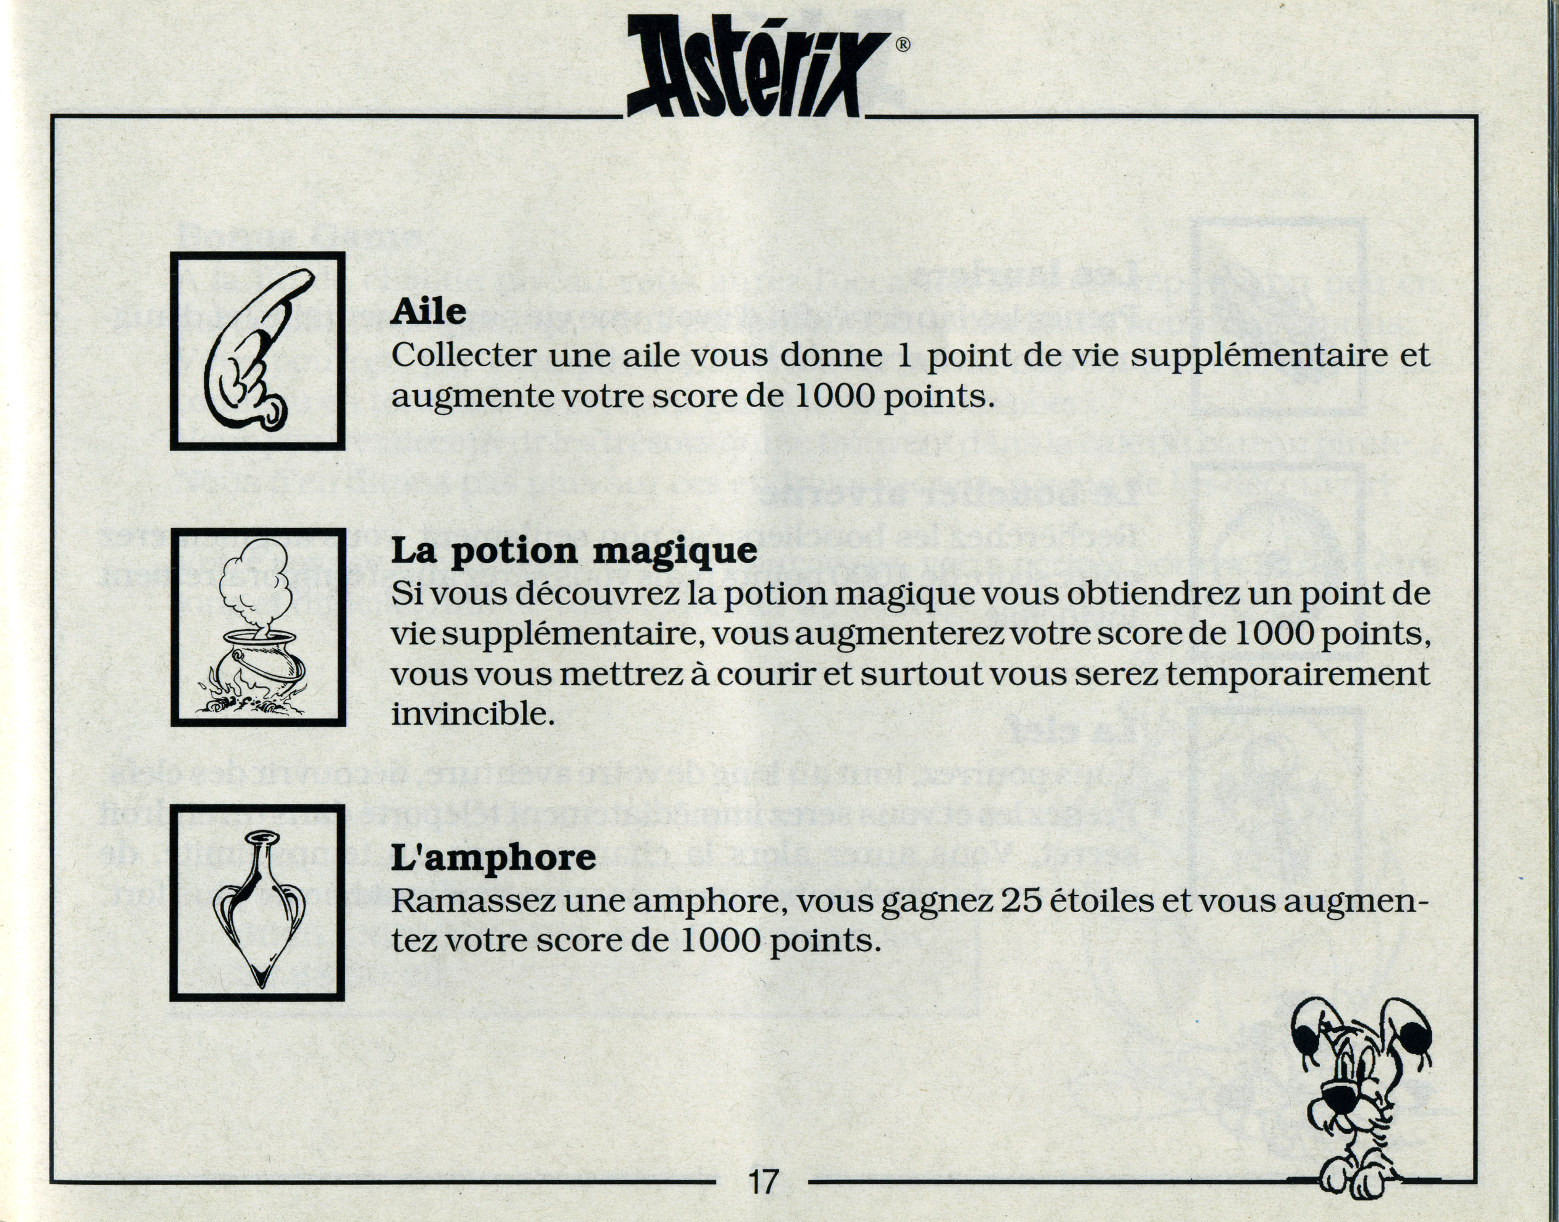 Astérix®
Aile
Collecter une aile vous donne 1 point de vie supplémentaire et
augmente votre score de 1000 points.
La potion magique
Si vous découvrez la potion magique vous obtiendrez un point de
vie supplémentaire, vous augmenterez votre score de 1000 points,
vous vous mettrez à courir et surtout vous serez temporairement
invincible.
L'amphore
Ramassez une amphore, vous gagnez 25 étoiles et vous augmen-
tez votre score de 1000 points.
17